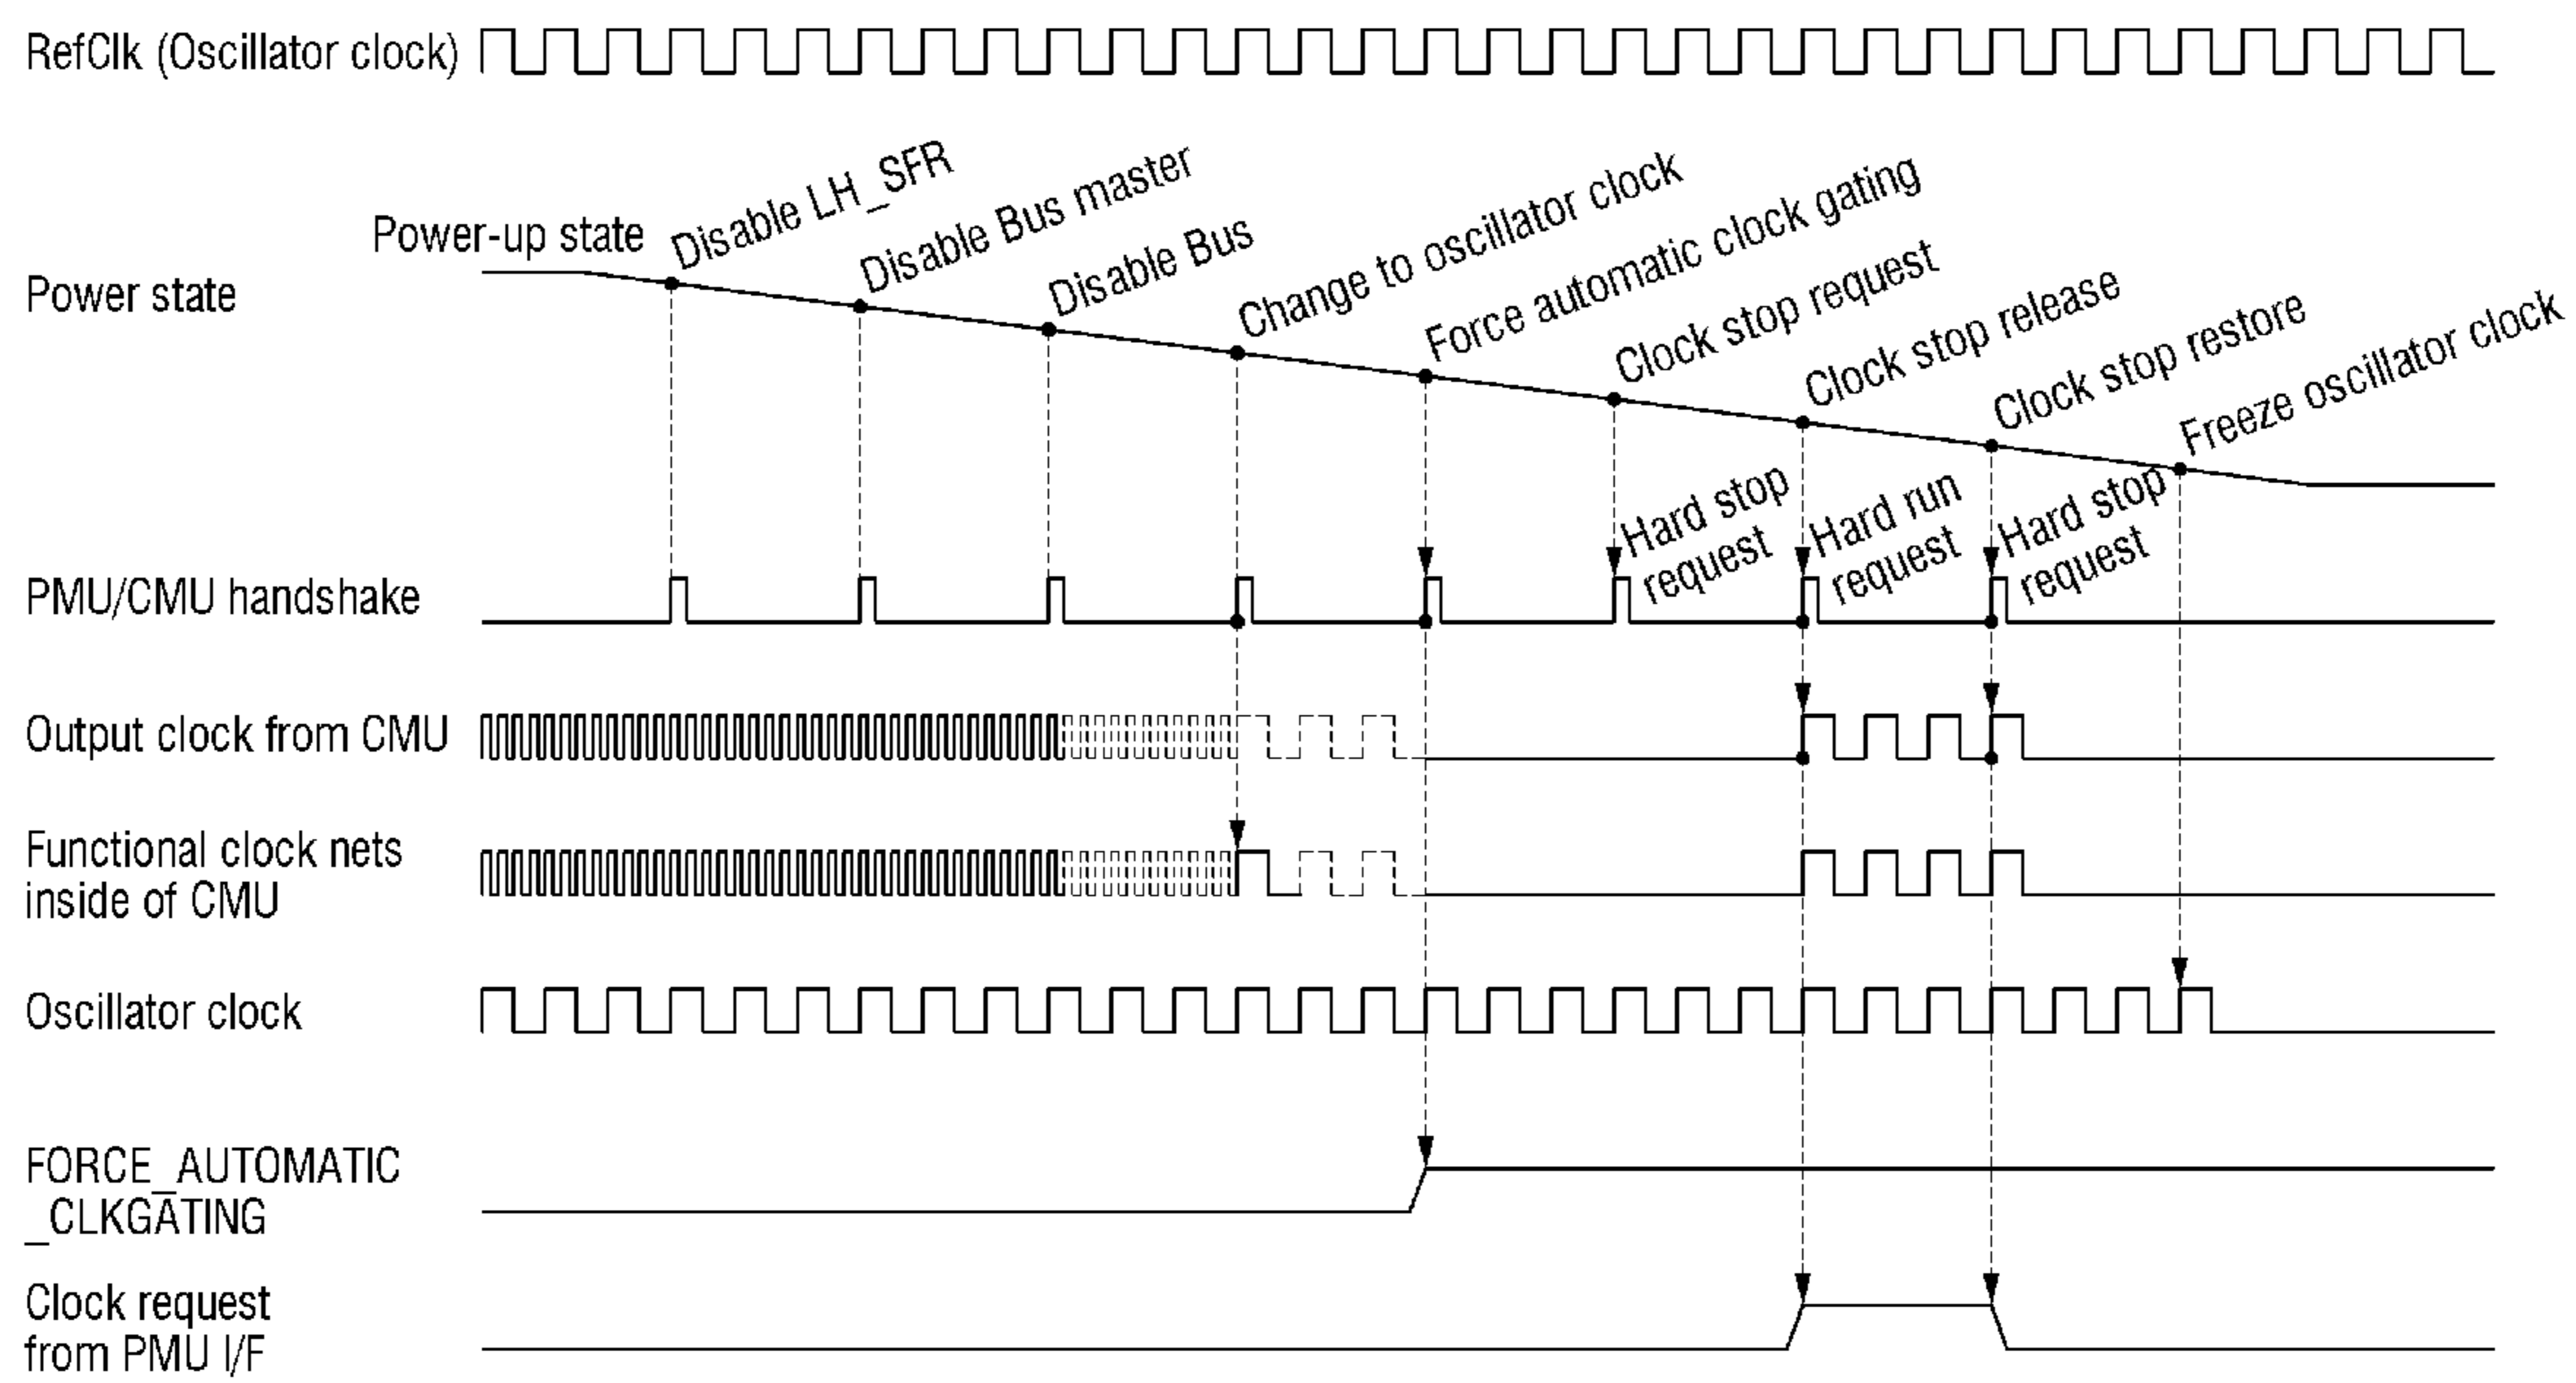 RefClk (Oscillator clock)
Power-up state
Disable LH_SFR
Disable Bus master
Disable Bus
Change to oscillator clock
Force automatic clock gating
Clock stop request
Clock stop release
Clock stop restore
Freeze oscillator clock
Power state
Hard stop
request
Hard run
request
Hard stop
request
PMU/CMU handshake
Output clock from CMU
Functional clock nets
inside of CMU
Oscillator clock
FORCE_AUTOMATIC
_CLKGATING
Clock request
from PMU I/F